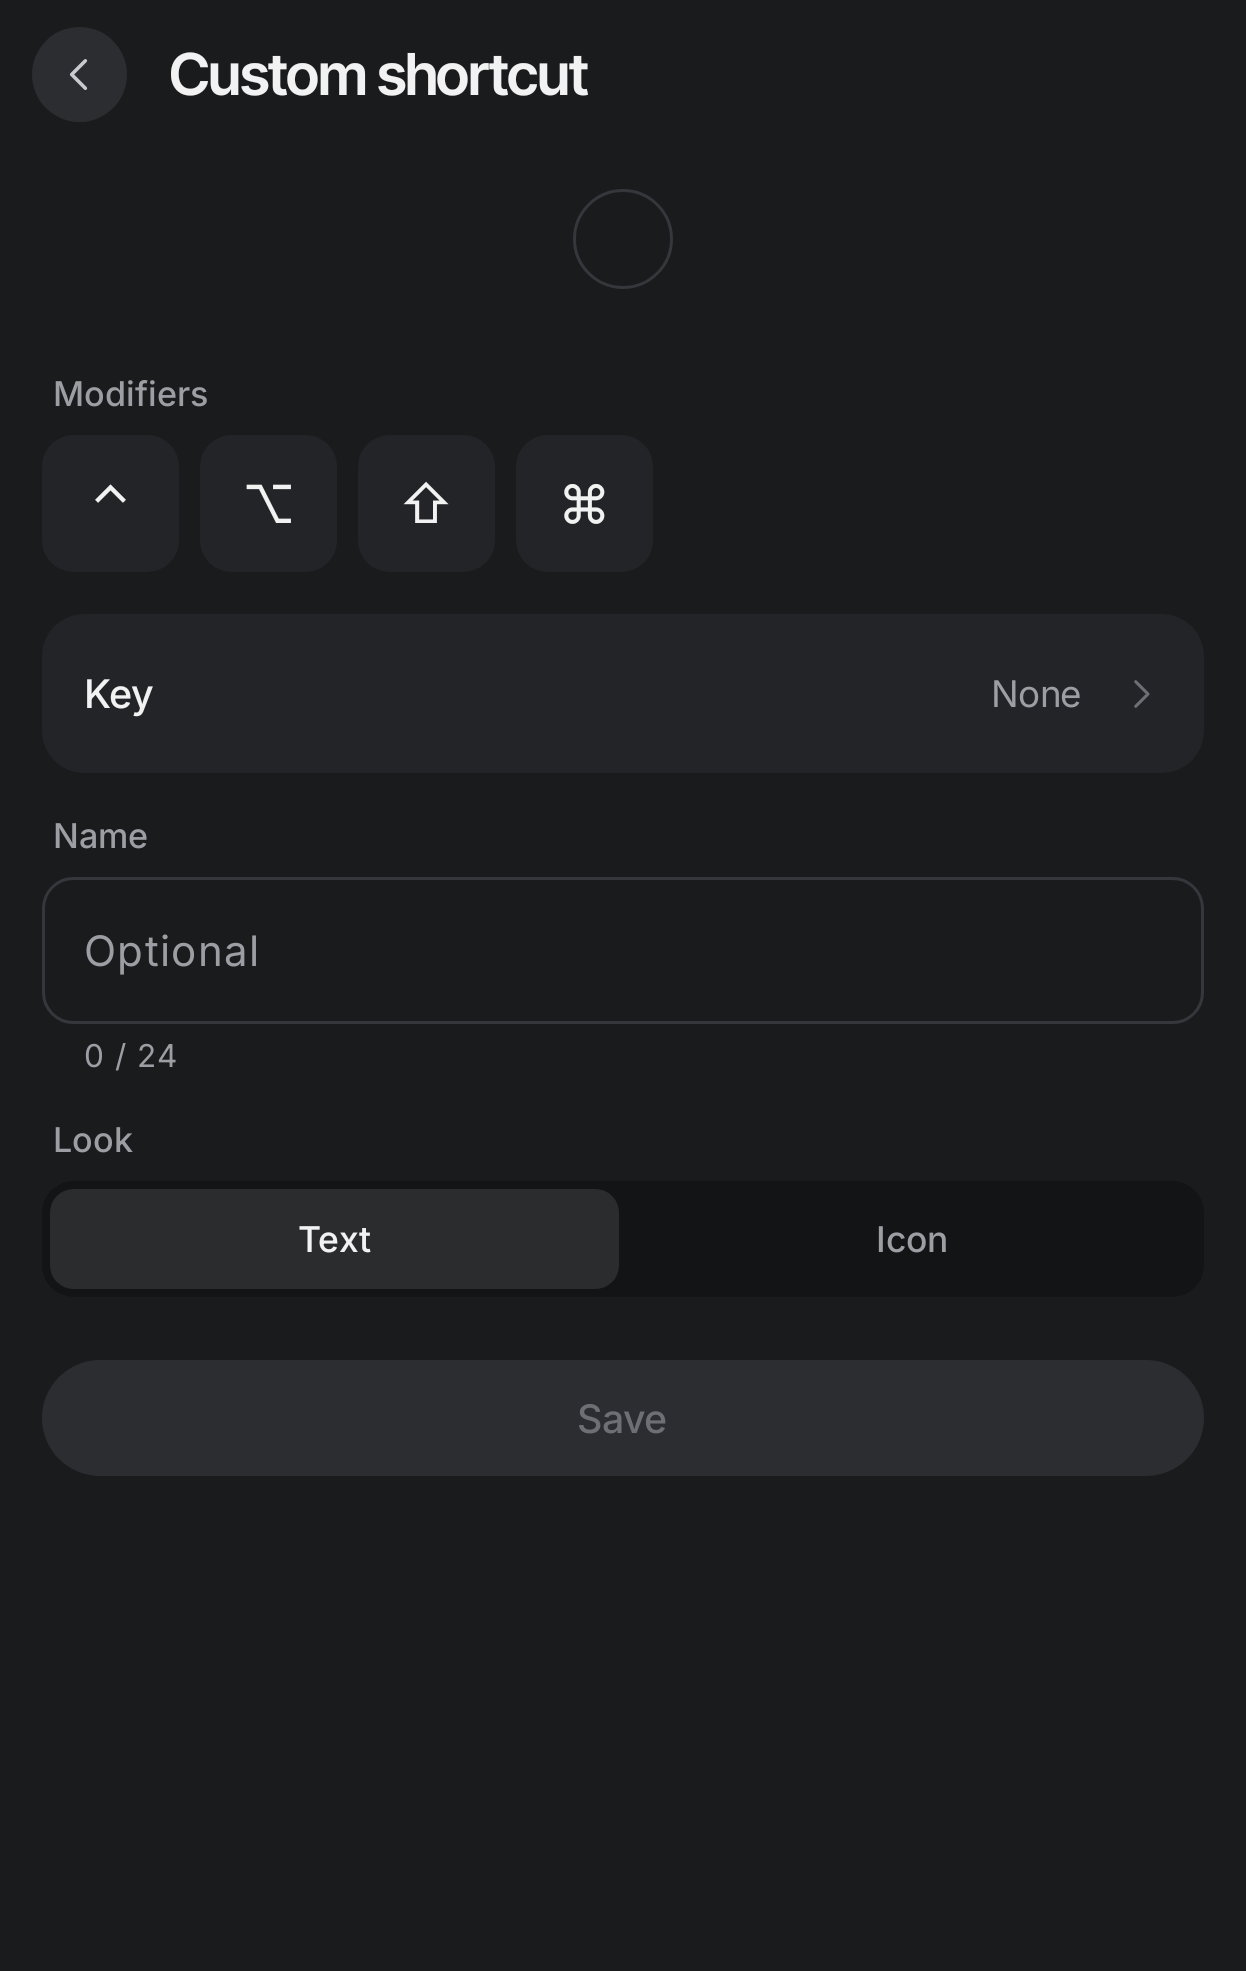 Custom shortcut
Modifiers
⌃ ⌥ ⇧ ⌘
Key None
Name
Optional
0 / 24
Look
Text Icon
Save